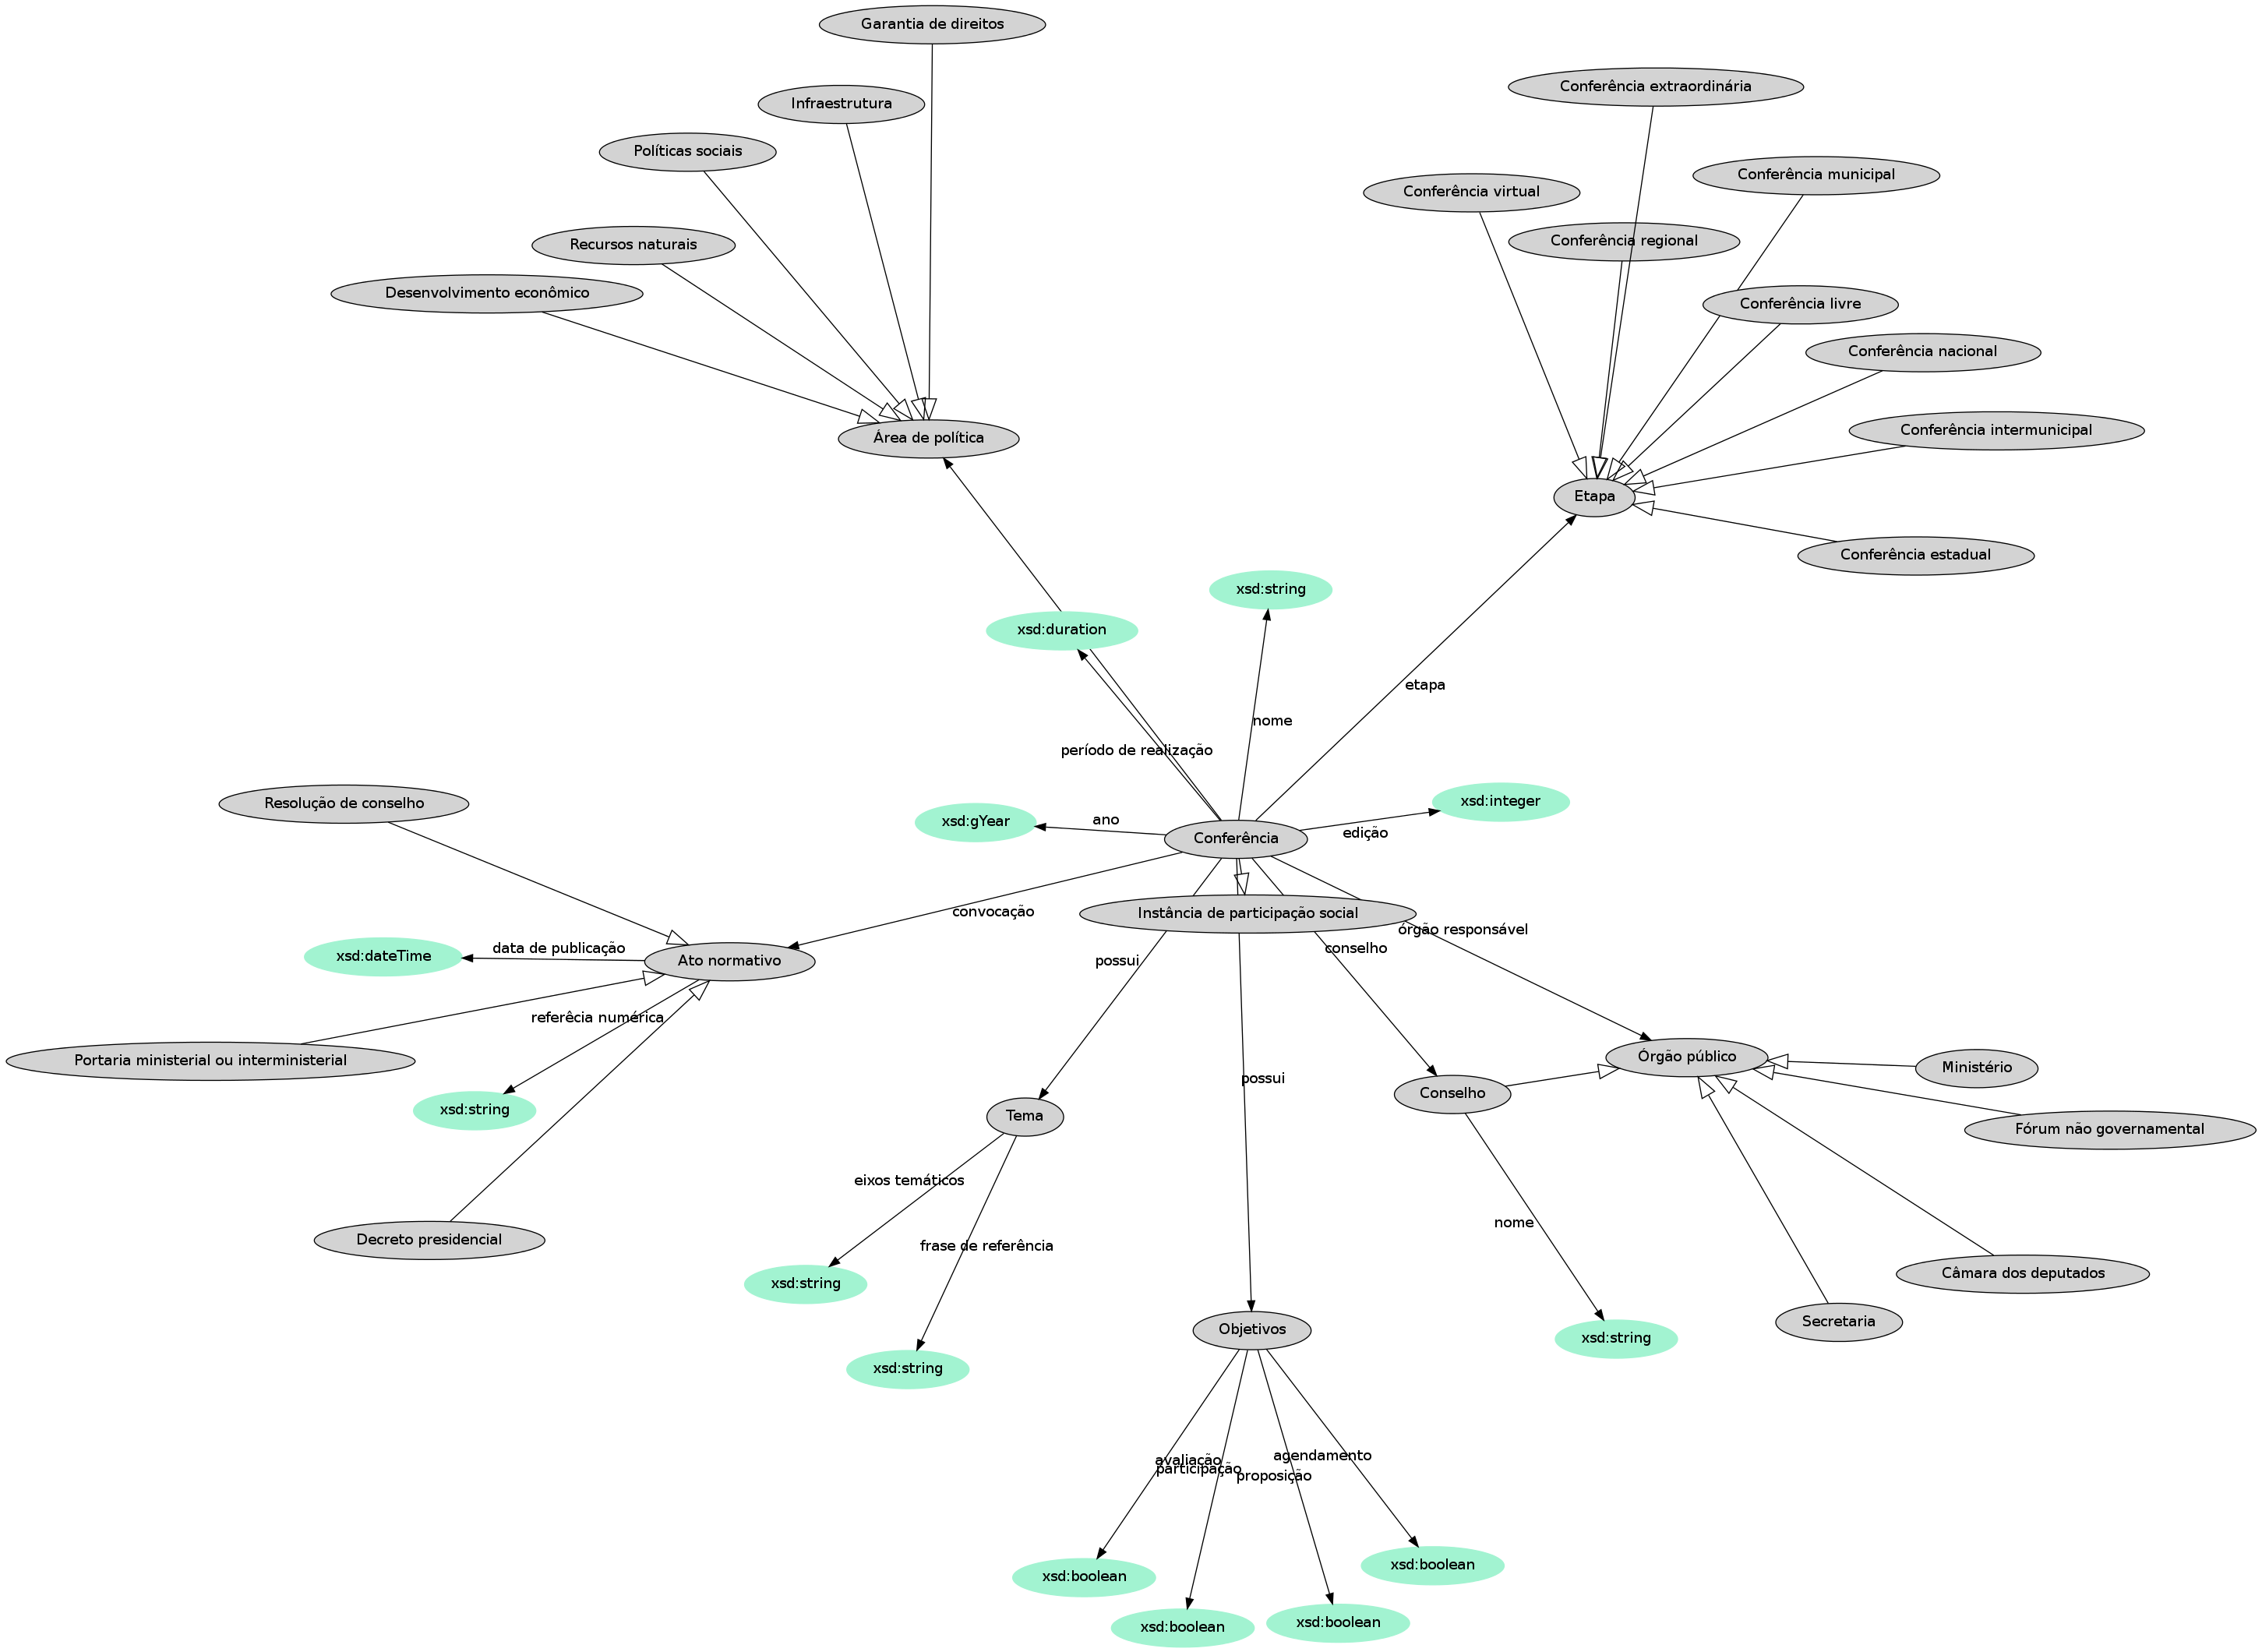 Garantia de direitos
Conferência extraordinária
Infraestrutura
Políticas sociais
Conferência municipal
Conferência virtual
Recursos naturais
Conferência regional
Desenvolvimento econômico
Conferência livre
Conferência nacional
Área de política
Conferência intermunicipal
Etapa
Conferência estadual
xsd:string
xsd:duration
etapa
nome
período de realização
Resolução de conselho
xsd:integer
xsd:gYear
ano
edição
Conferência
convocação
Instância de participação social
órgão responsável
data de publicação
conselho
xsd:dateTime
Ato normativo
possui
referêcia numérica
Portaria ministerial ou interministerial
Órgão público
Ministério
possui
Conselho
xsd:string
Tema
Fórum não governamental
eixos temáticos
nome
Decreto presidencial
frase de referência
Câmara dos deputados
xsd:string
Secretaria
Objetivos
xsd:string
xsd:string
agendamento
avaliação
participação
proposição
xsd:boolean
xsd:boolean
xsd:boolean
xsd:boolean